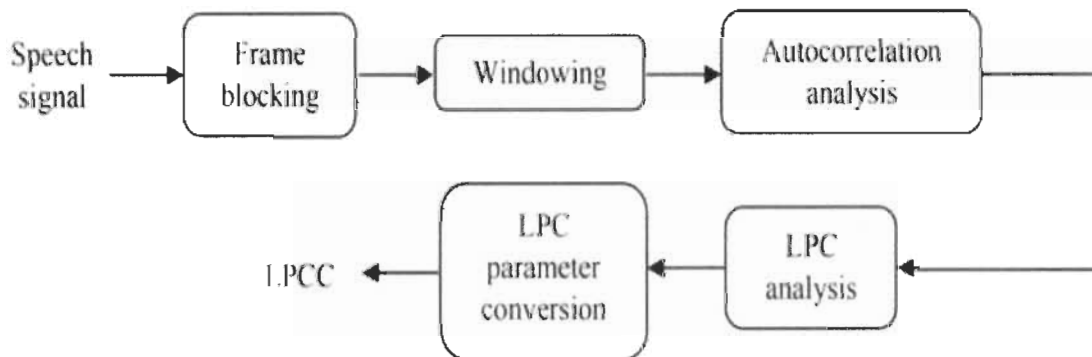 Speech
signal
Frame
blocking
Windowing
Autocorrelation
analysis
LPC
analysis
LPC
parameter
conversion
LPCC